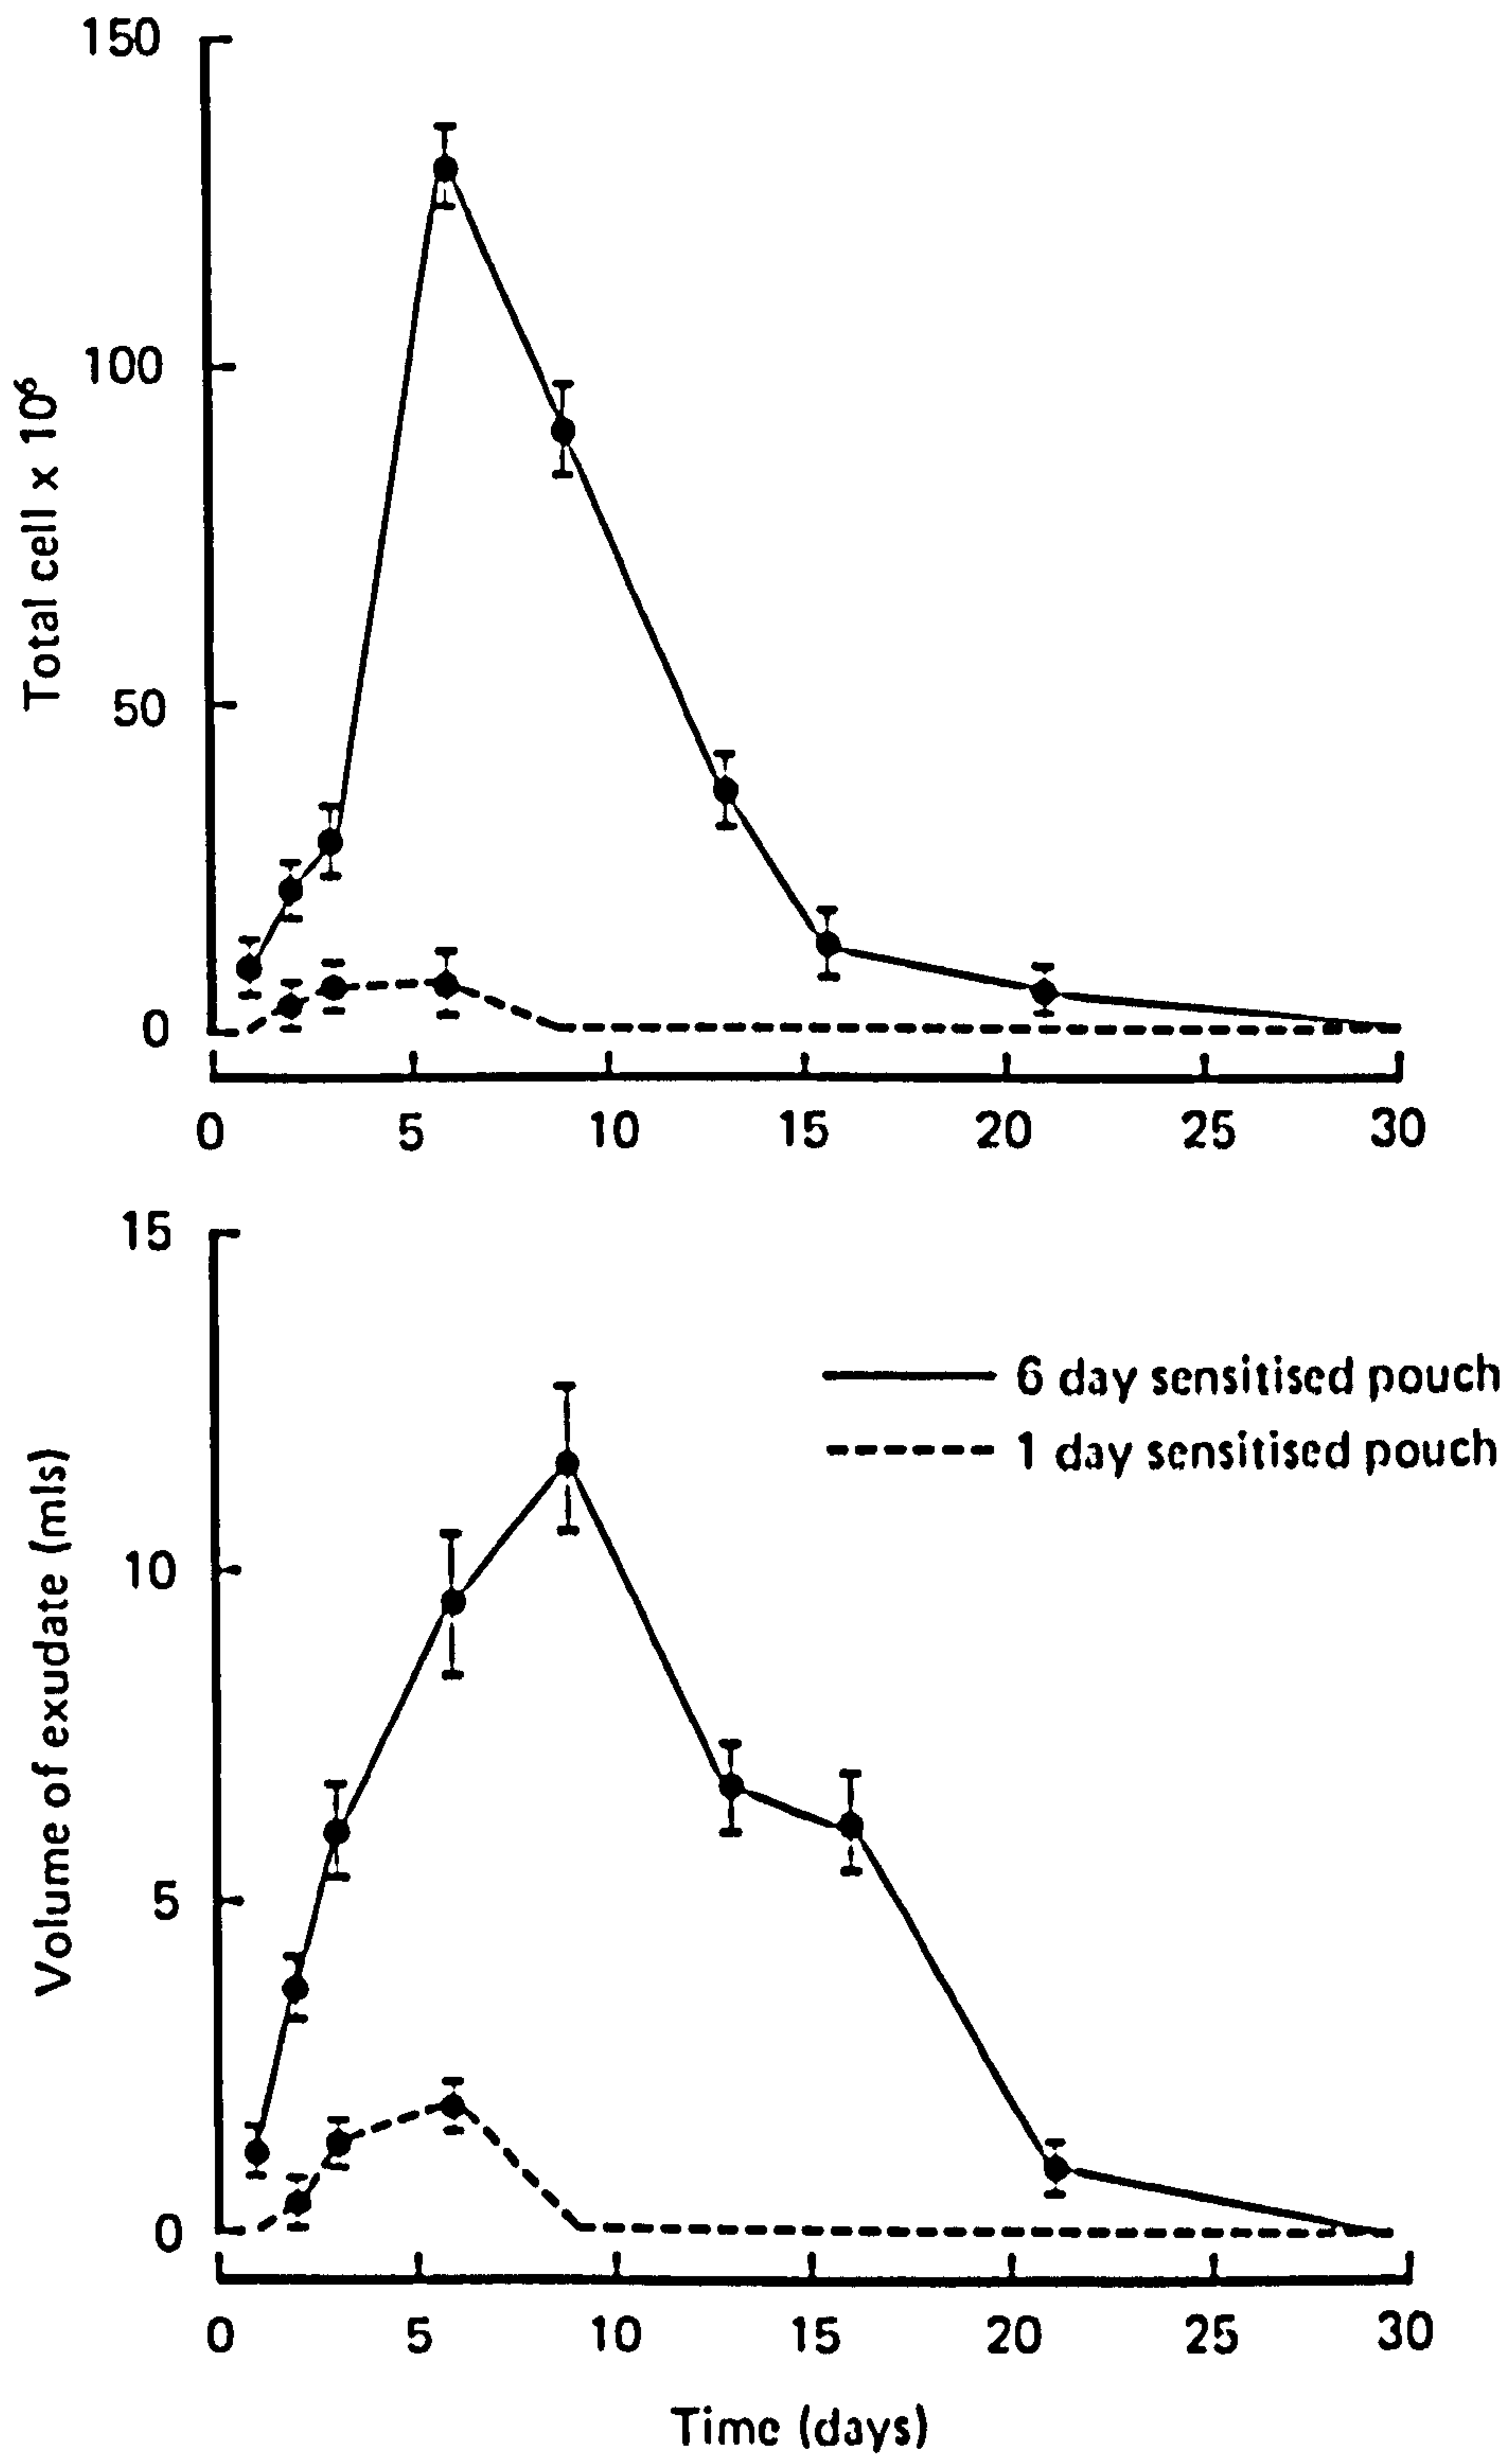 150
100
50
0
Total cell x 10⁶
0 5 10 15 20 25 30
15
10
5
0
Volume of exudate (mls)
6 day sensitised pouch
1 day sensitised pouch
0 5 10 15 20 25 30
Time (days)